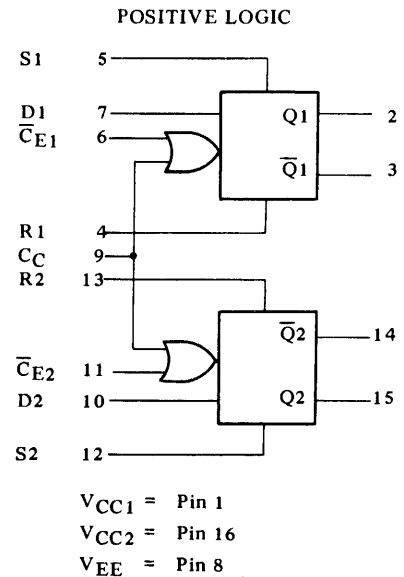 POSITIVE LOGIC
S1 5
D1 7 Q1 2
C̅E1 6
Q̅1 3
R1 4
CC 9
R2 13
Q̅2 14
C̅E2 11
D2 10 Q2 15
S2 12
VCC1 = Pin 1
VCC2 = Pin 16
VEE = Pin 8